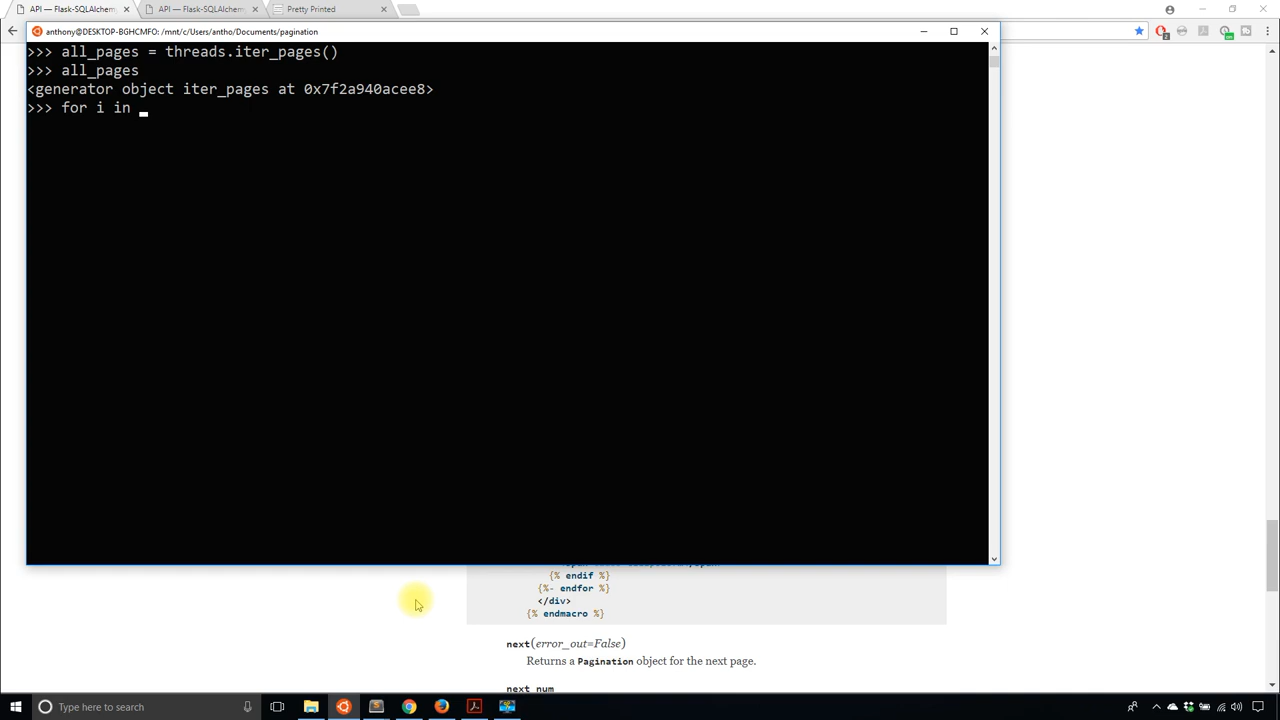 API — Flask-SQLAlchem
API — Flask-SQLAlchem
Pretty Printed
anthony@DESKTOP-BGHCMFO: /mnt/c/Users/antho/Documents/pagination
>>> all_pages = threads.iter_pages()
>>> all_pages
<generator object iter_pages at 0x7f2a940acee8>
>>> for i in
{% endif %}
{%- endfor %}
</div>
{% endmacro %}
next(error_out=False)
Returns a Pagination object for the next page.
next_num
Type here to search